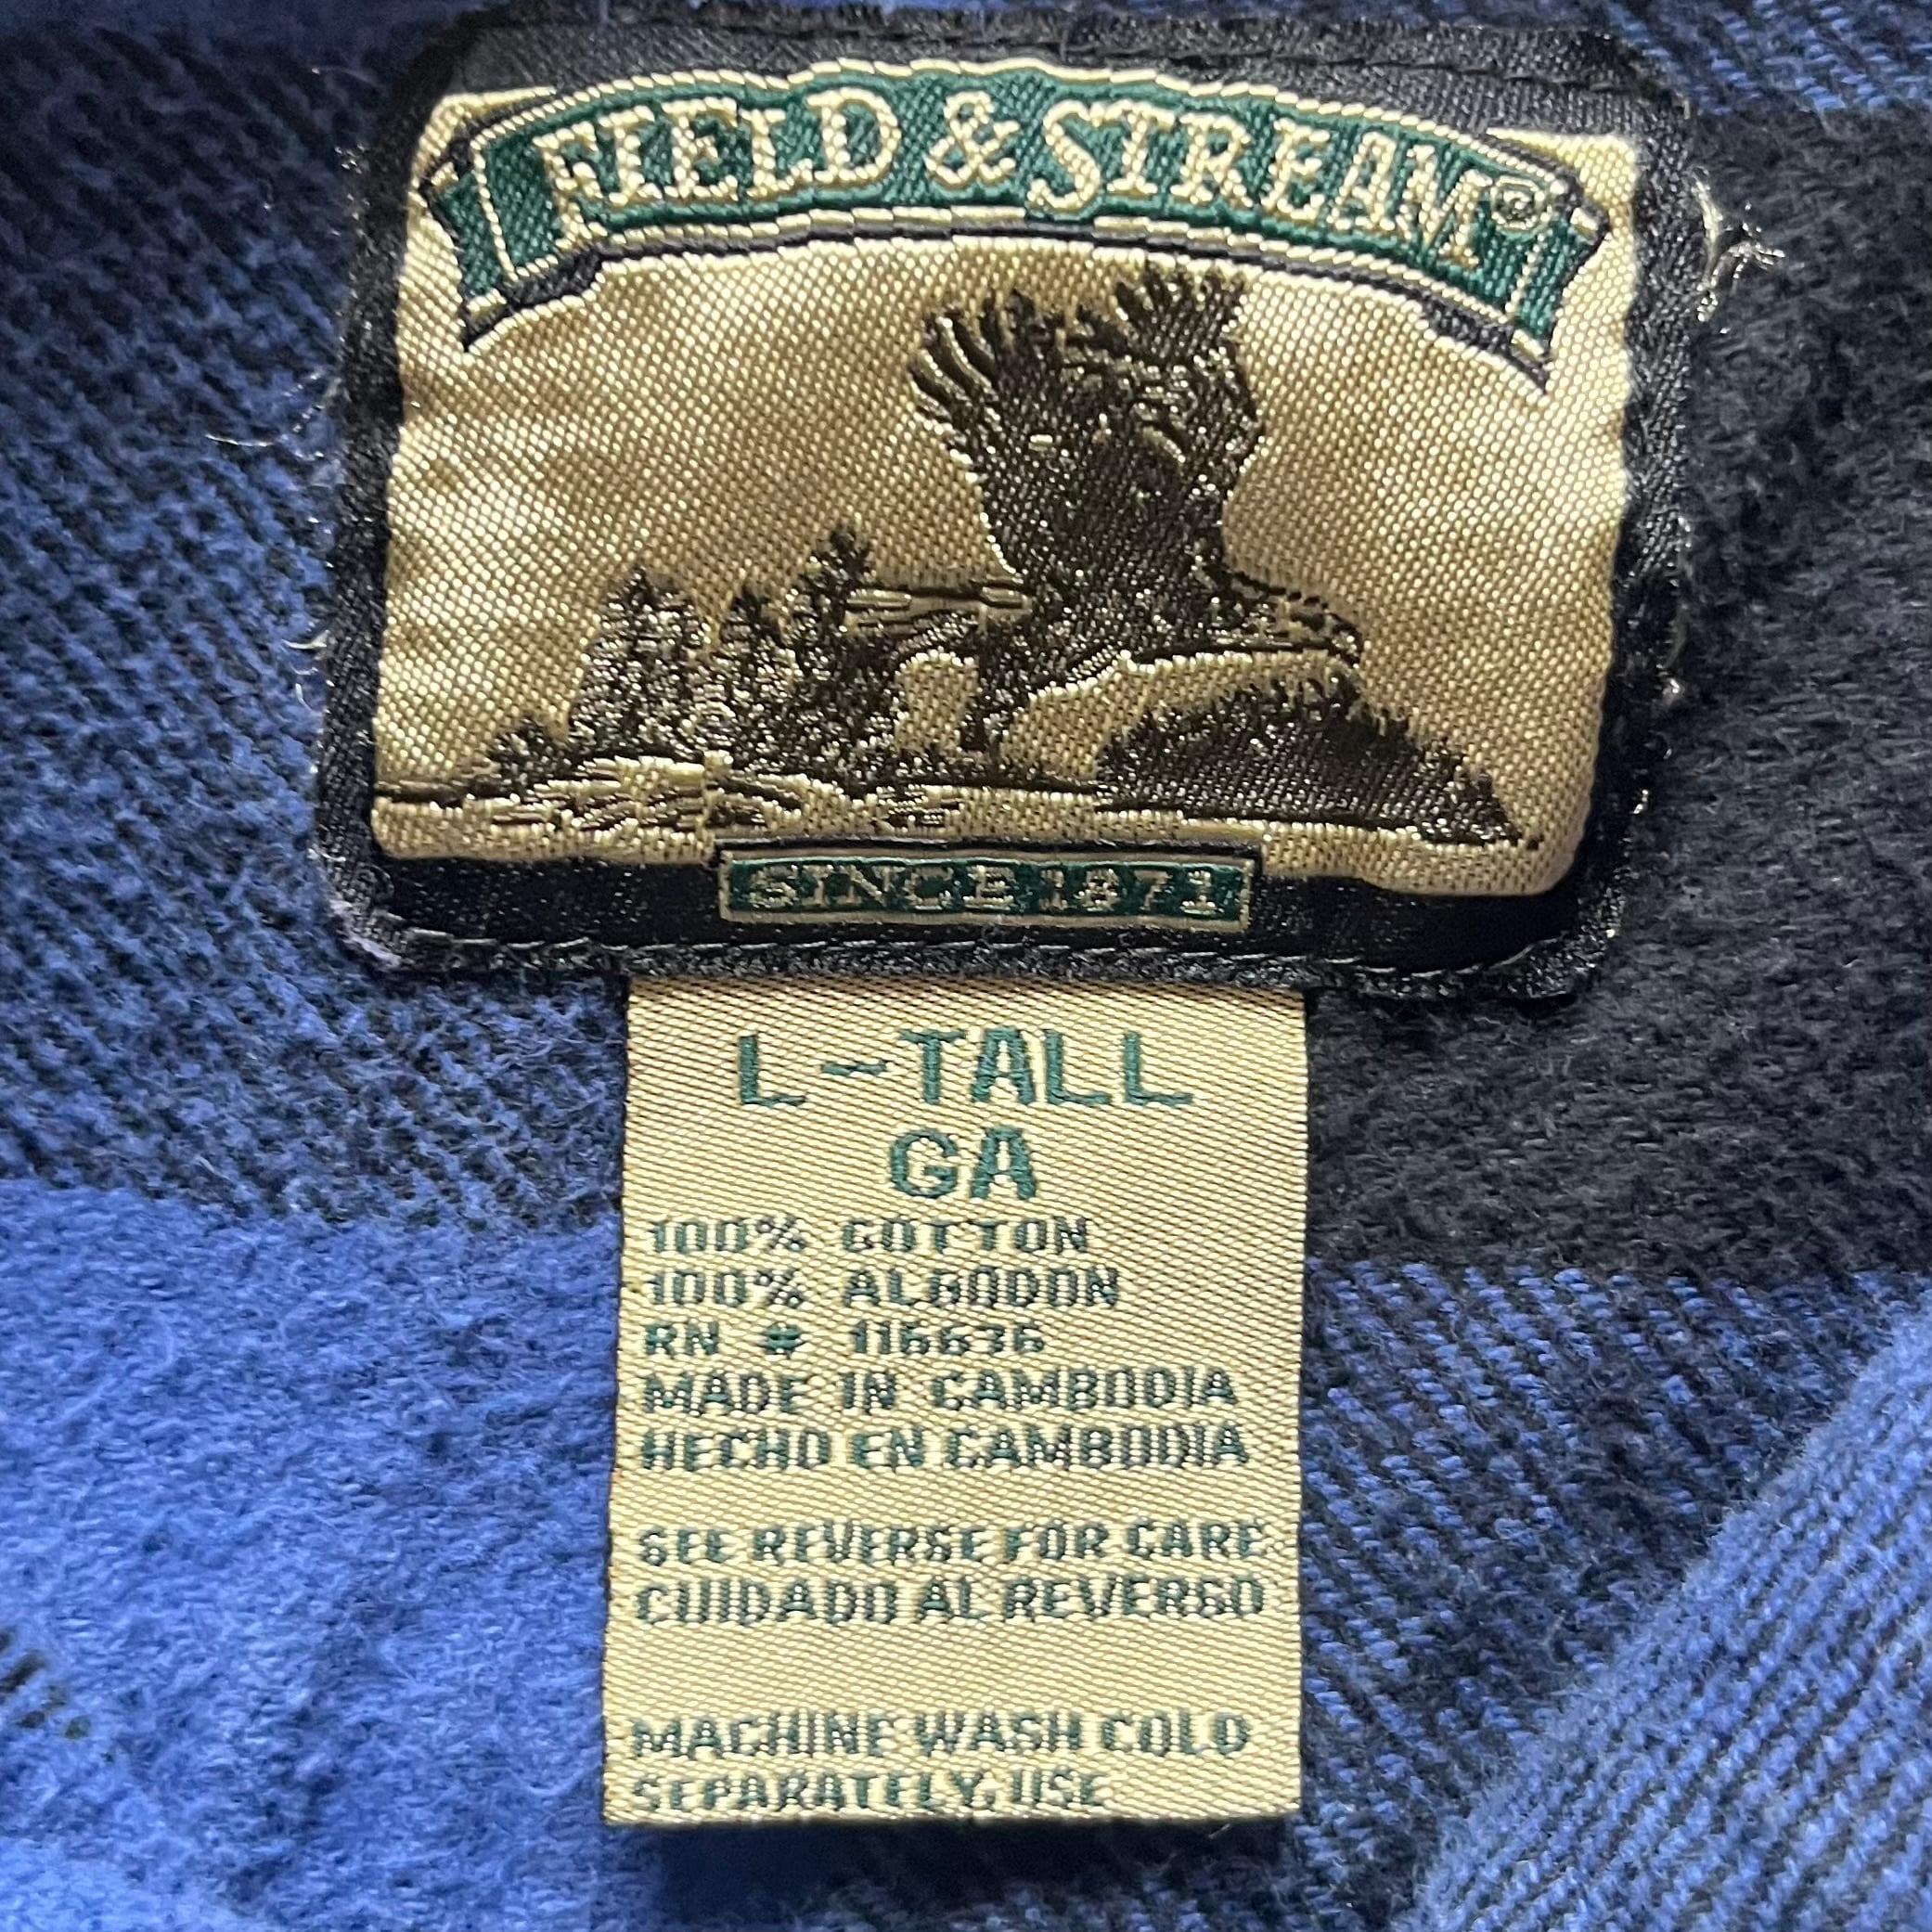 FIELD & STREAM®
SINCE 1871
L-TALL
GA
100% COTTON
100% ALGODON
RN # 116636
MADE IN CAMBODIA
HECHO EN CAMBODIA
SEE REVERSE FOR CARE
CUIDADO AL REVERSO
MACHINE WASH COLD
SEPARATELY, USE